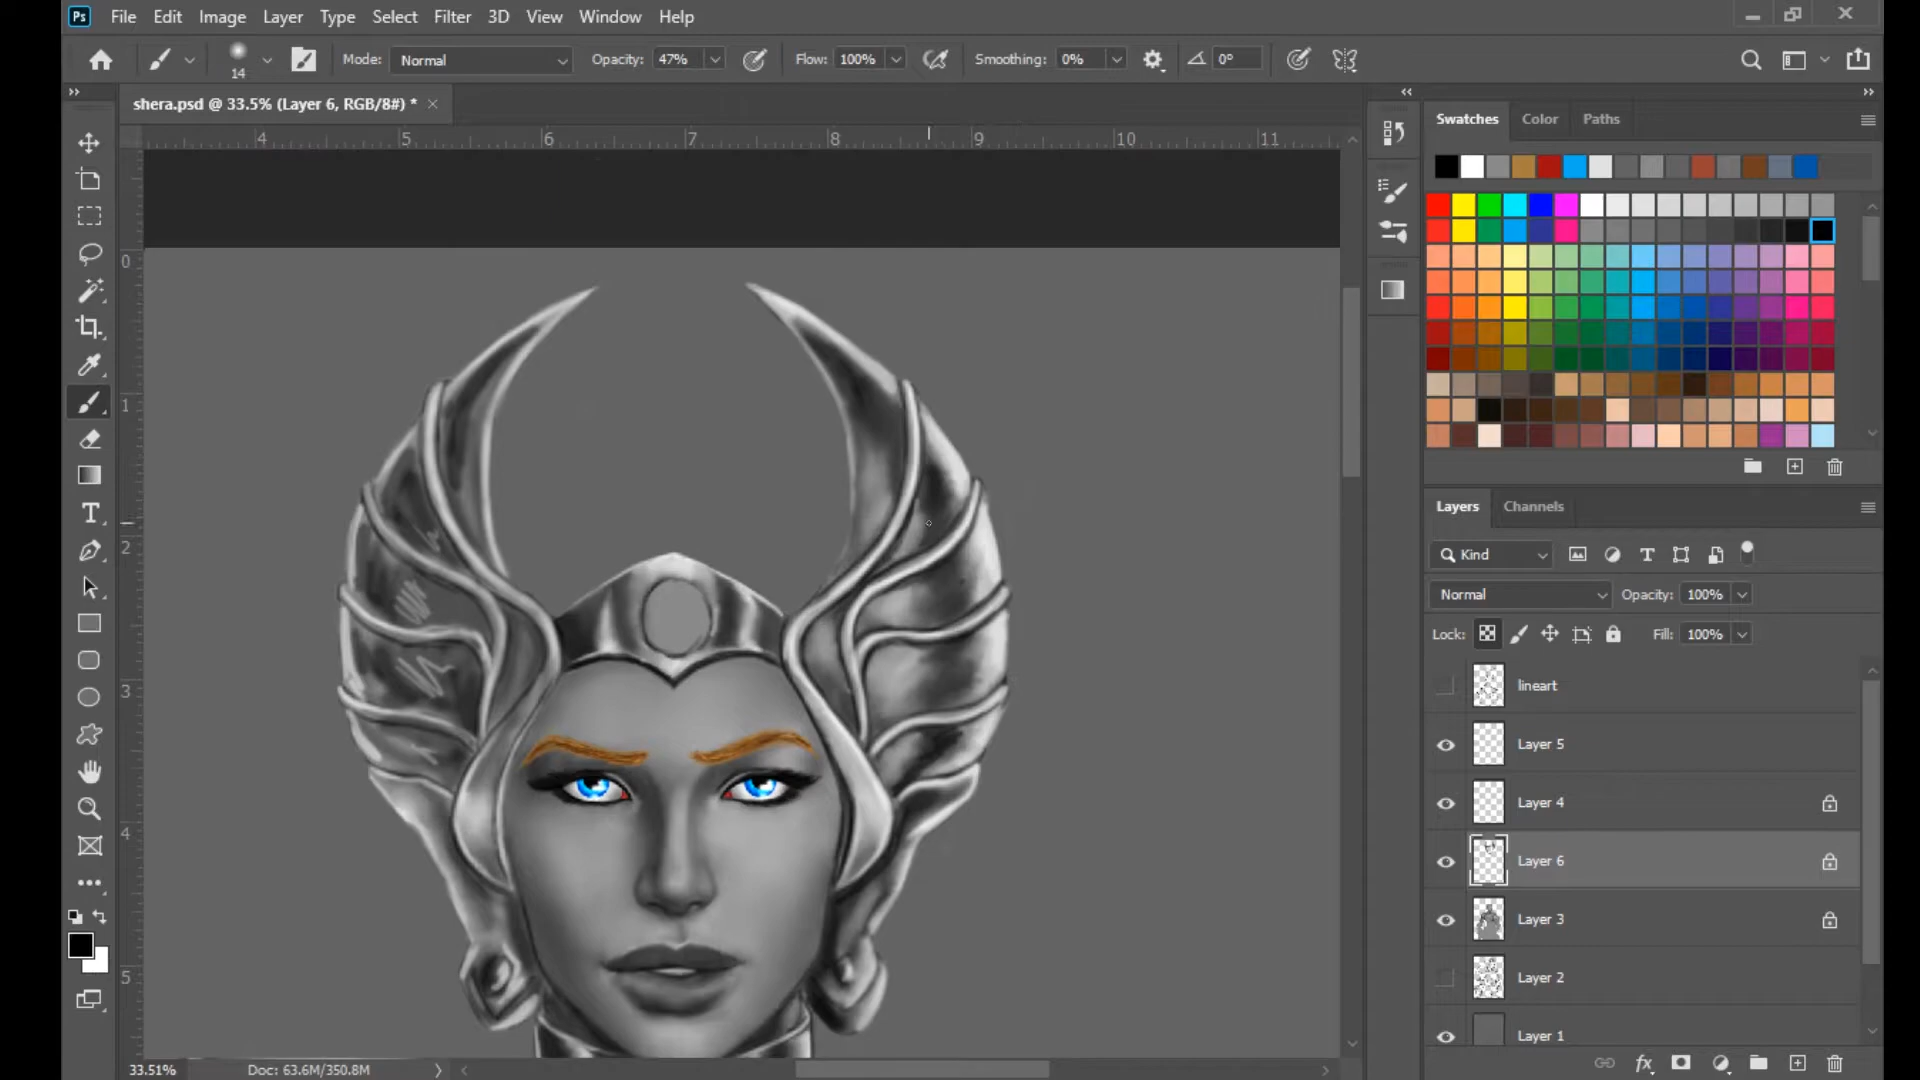 Ps File Edit Image Layer Type Select Filter 3D View Window Help
14 Mode: Normal Opacity: 47% Flow: 100% Smoothing: 0% 0°
shera.psd @ 33.5% (Layer 6, RGB/8#) *
4 5 6 7 8 9 10 11
0
1
2
3
4
5
Swatches Color Paths
Layers Channels
Kind
Normal Opacity: 100%
Lock: Fill: 100%
lineart
Layer 5
Layer 4
Layer 6
Layer 3
Layer 2
Layer 1
33.51% Doc: 63.6M/350.8M